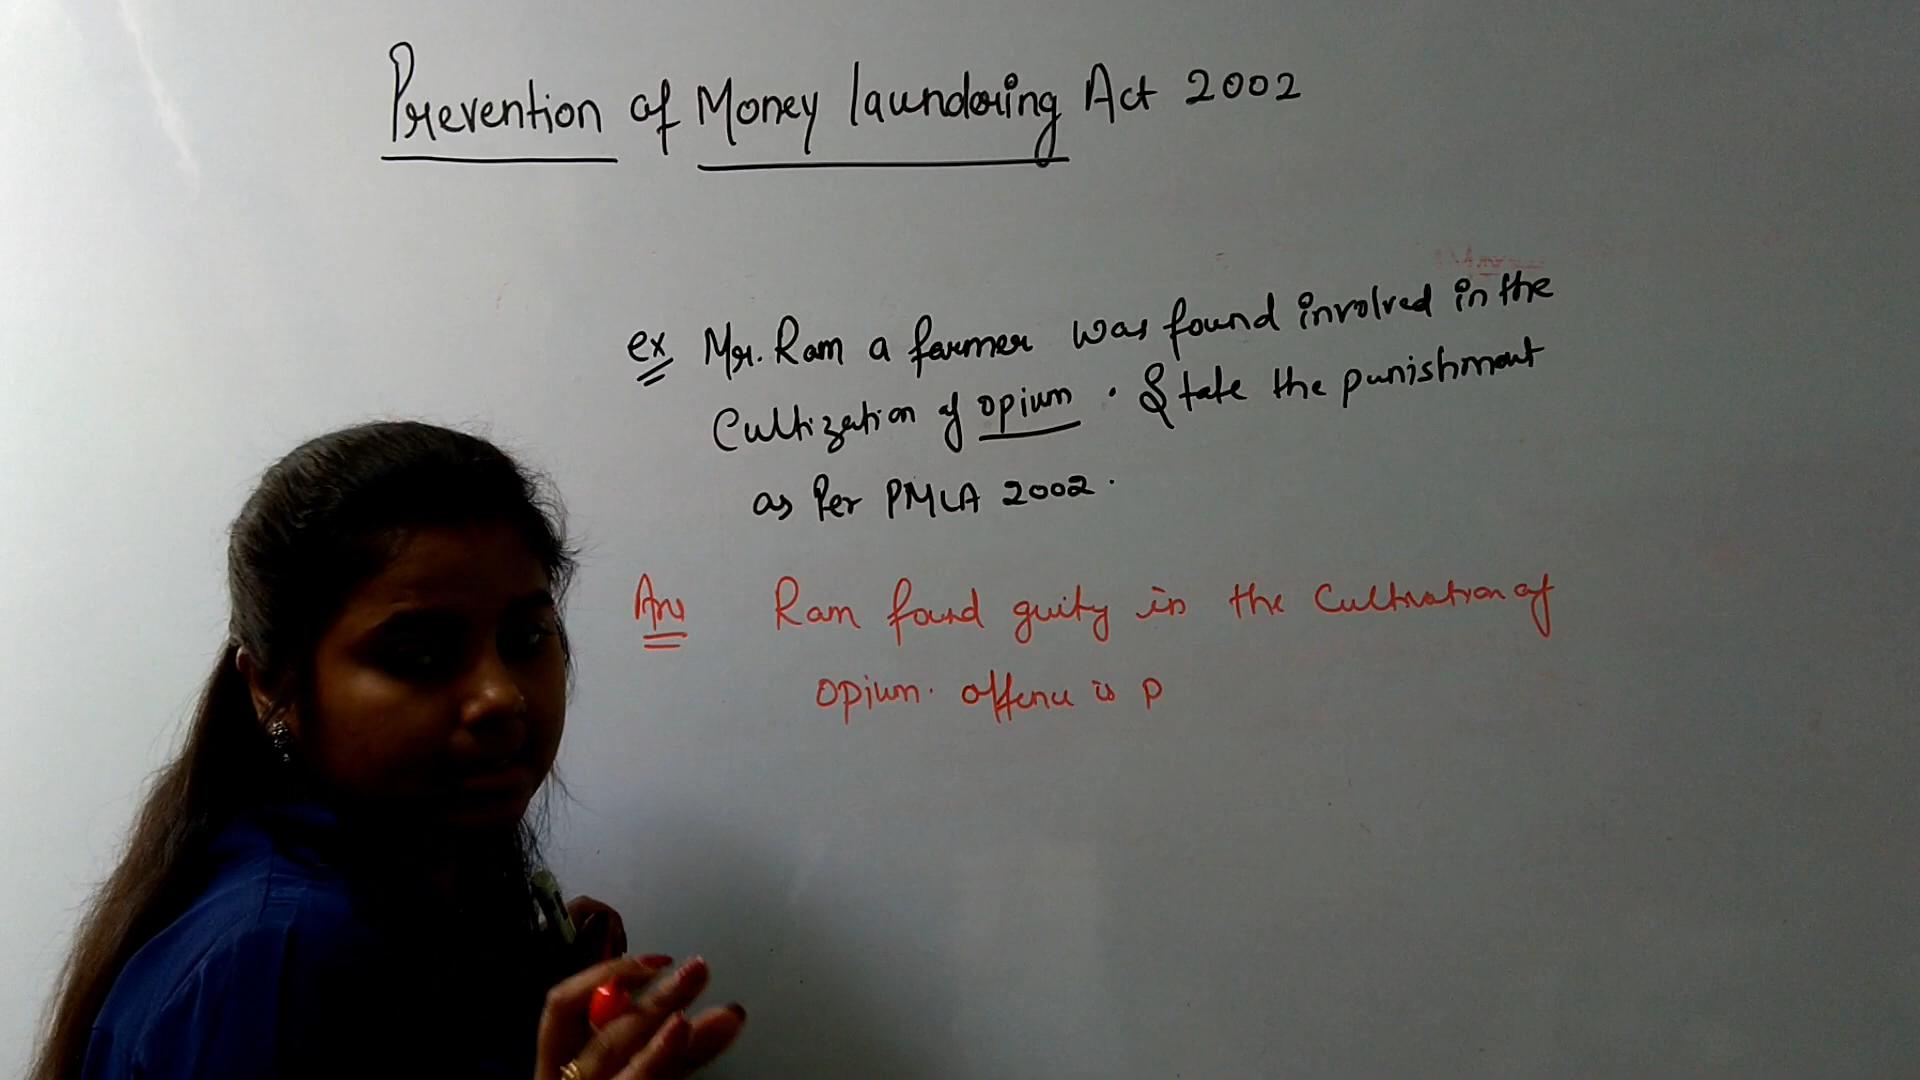 Prevention of Money laundering Act 2002
ex Mr. Ram a farmer was found involved in the
Cultization of opium. State the punishment
as Per PMLA 2002.
Ans Ram found guity in the Cultivation of
opium. offence is p